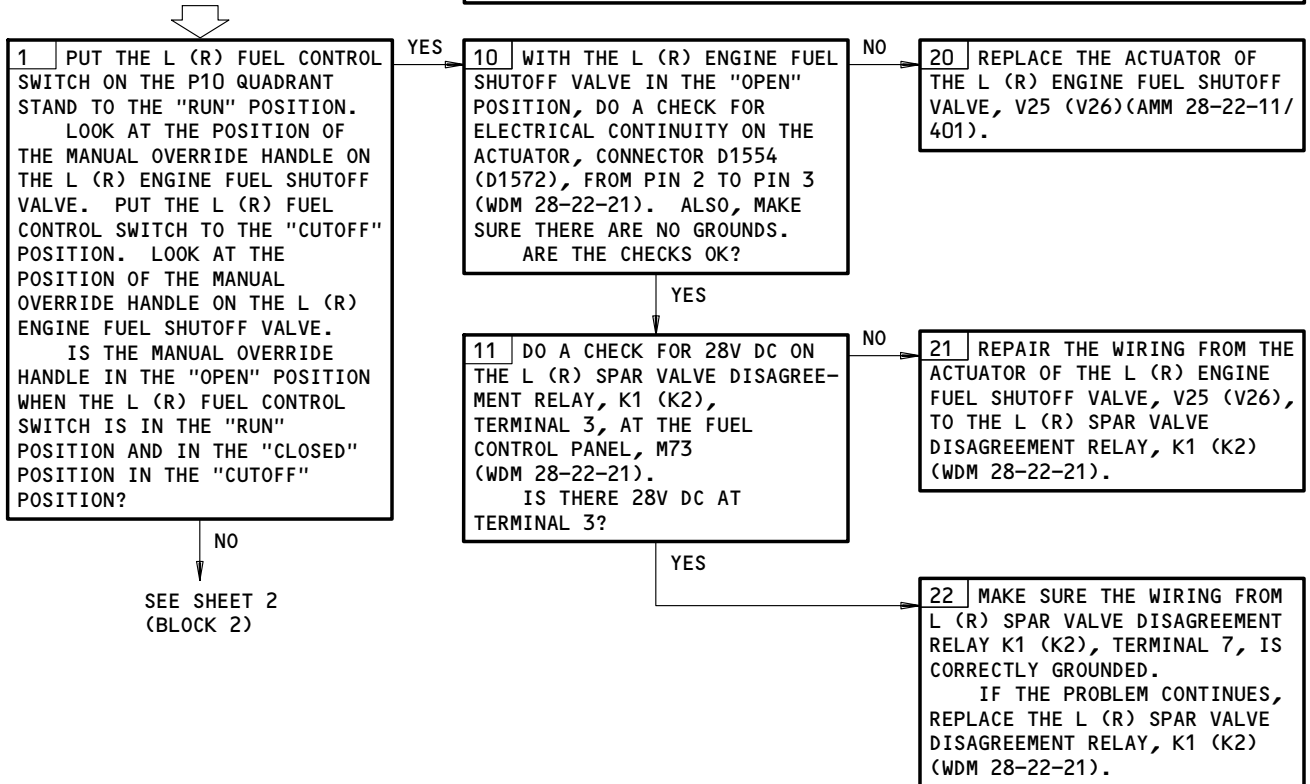 1 PUT THE L (R) FUEL CONTROL
SWITCH ON THE P10 QUADRANT
STAND TO THE "RUN" POSITION.
LOOK AT THE POSITION OF
THE MANUAL OVERRIDE HANDLE ON
THE L (R) ENGINE FUEL SHUTOFF
VALVE. PUT THE L (R) FUEL
CONTROL SWITCH TO THE "CUTOFF"
POSITION. LOOK AT THE
POSITION OF THE MANUAL
OVERRIDE HANDLE ON THE L (R)
ENGINE FUEL SHUTOFF VALVE.
IS THE MANUAL OVERRIDE
HANDLE IN THE "OPEN" POSITION
WHEN THE L (R) FUEL CONTROL
SWITCH IS IN THE "RUN"
POSITION AND IN THE "CLOSED"
POSITION IN THE "CUTOFF"
POSITION?
NO
SEE SHEET 2
(BLOCK 2)
YES
10 WITH THE L (R) ENGINE FUEL
SHUTOFF VALVE IN THE "OPEN"
POSITION, DO A CHECK FOR
ELECTRICAL CONTINUITY ON THE
ACTUATOR, CONNECTOR D1554
(D1572), FROM PIN 2 TO PIN 3
(WDM 28-22-21). ALSO, MAKE
SURE THERE ARE NO GROUNDS.
ARE THE CHECKS OK?
NO
20 REPLACE THE ACTUATOR OF
THE L (R) ENGINE FUEL SHUTOFF
VALVE, V25 (V26)(AMM 28-22-11/
401).
YES
11 DO A CHECK FOR 28V DC ON
THE L (R) SPAR VALVE DISAGREE-
MENT RELAY, K1 (K2),
TERMINAL 3, AT THE FUEL
CONTROL PANEL, M73
(WDM 28-22-21).
IS THERE 28V DC AT
TERMINAL 3?
NO
21 REPAIR THE WIRING FROM THE
ACTUATOR OF THE L (R) ENGINE
FUEL SHUTOFF VALVE, V25 (V26),
TO THE L (R) SPAR VALVE
DISAGREEMENT RELAY, K1 (K2)
(WDM 28-22-21).
YES
22 MAKE SURE THE WIRING FROM
L (R) SPAR VALVE DISAGREEMENT
RELAY K1 (K2), TERMINAL 7, IS
CORRECTLY GROUNDED.
IF THE PROBLEM CONTINUES,
REPLACE THE L (R) SPAR VALVE
DISAGREEMENT RELAY, K1 (K2)
(WDM 28-22-21).